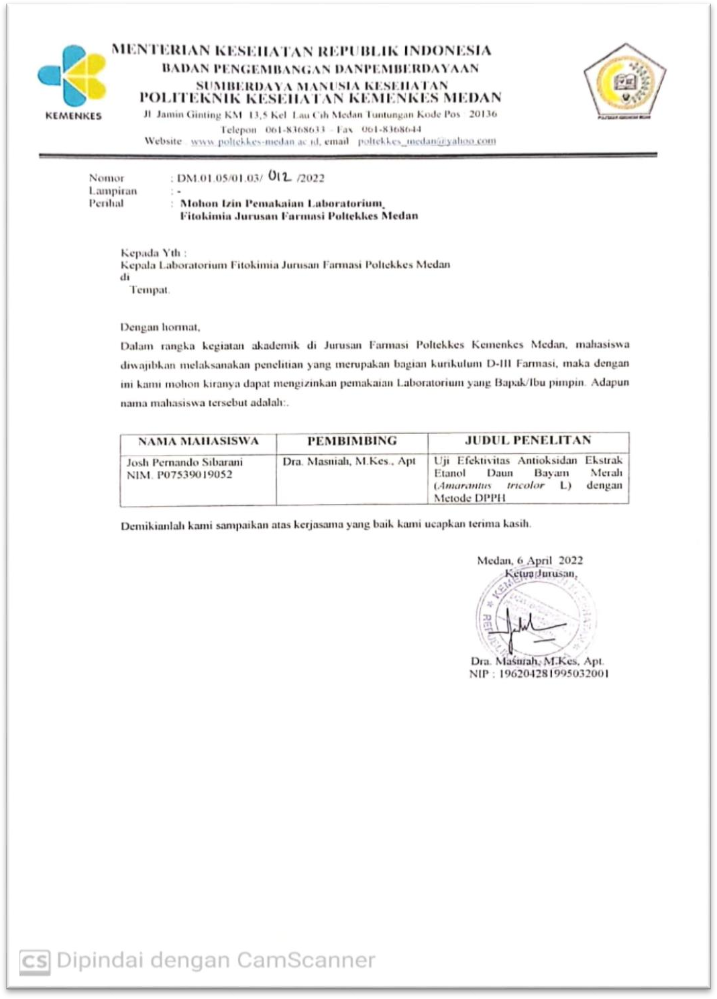 KEMENKES
MENTERIAN KESEHATAN REPUBLIK INDONESIA
BADAN PENGEMBANGAN DANPEMBERDAYAAN
SUMBERDAYA MANUSIA KESEHATAN
POLITEKNIK KESEHATAN KEMENKES MEDAN
Jl Jamin Ginting KM 13,5 Kel Lau Cih Medan Tuntungan Kode Pos : 20136
Telepon 061-8368633 - Fax 061-8368644
Website : www.poltekkes-medan.ac.id, email poltekkes_medan@yahoo.com
Nomor : DM.01.05/01.03/ 012 /2022
Lampiran : -
Perihal : Mohon Izin Pemakaian Laboratorium
Fitokimia Jurusan Farmasi Poltekkes Medan
Kepada Yth :
Kepala Laboratorium Fitokimia Jurusan Farmasi Poltekkes Medan
di
Tempat.
Dengan hormat,
Dalam rangka kegiatan akademik di Jurusan Farmasi Poltekkes Kemenkes Medan, mahasiswa
diwajibkan melaksanakan penelitian yang merupakan bagian kurikulum D-III Farmasi, maka dengan
ini kami mohon kiranya dapat mengizinkan pemakaian Laboratorium yang Bapak/Ibu pimpin. Adapun
nama mahasiswa tersebut adalah:.
NAMA MAHASISWA PEMBIMBING JUDUL PENELITAN
Josh Pernando Sibarani Dra. Masniah, M.Kes., Apt Uji Efektivitas Antioksidan Ekstrak
NIM. P07539019052 Etanol Daun Bayam Merah
(Amarantus tricolor L) dengan
Metode DPPH
Demikianlah kami sampaikan atas kerjasama yang baik kami ucapkan terima kasih.
Medan, 6 April 2022
Ketua Jurusan,
Dra. Masniah, M.Kes, Apt.
NIP : 196204281995032001
CS Dipindai dengan CamScanner